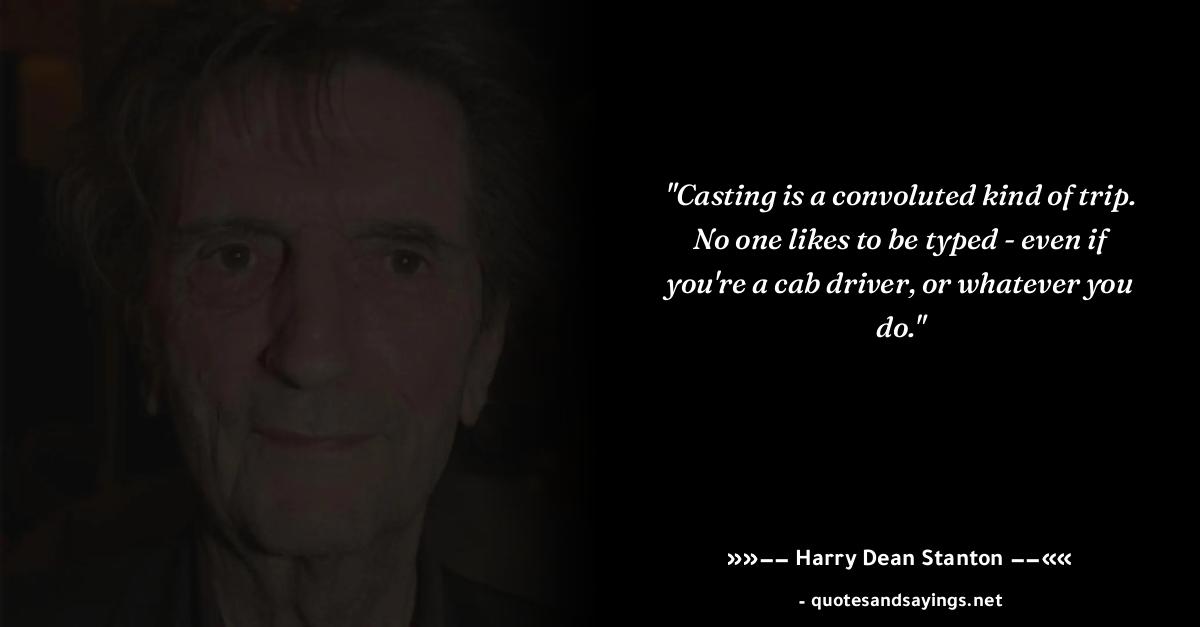 "Casting is a convoluted kind of trip.
No one likes to be typed - even if
you're a cab driver, or whatever you
do."
»»–– Harry Dean Stanton ––««
- quotesandsayings.net